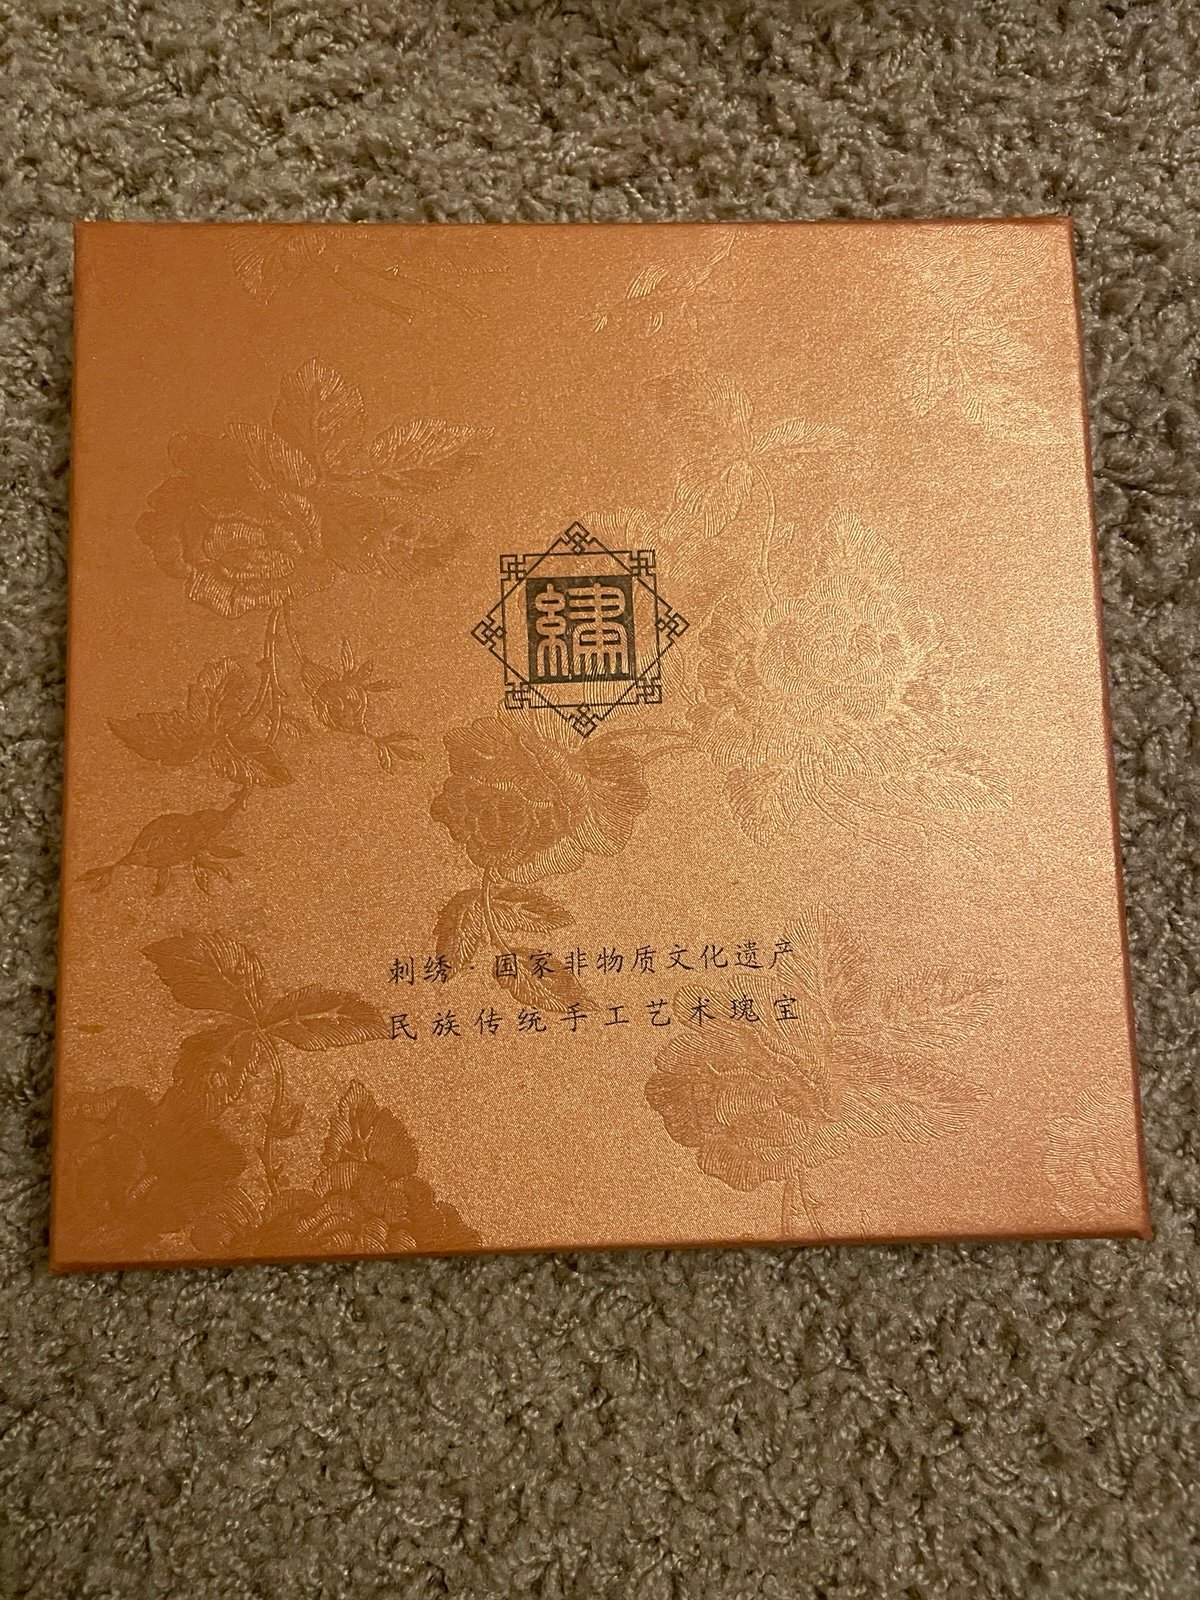 繡
刺绣·国家非物质文化遗产
民族传统手工艺术瑰宝